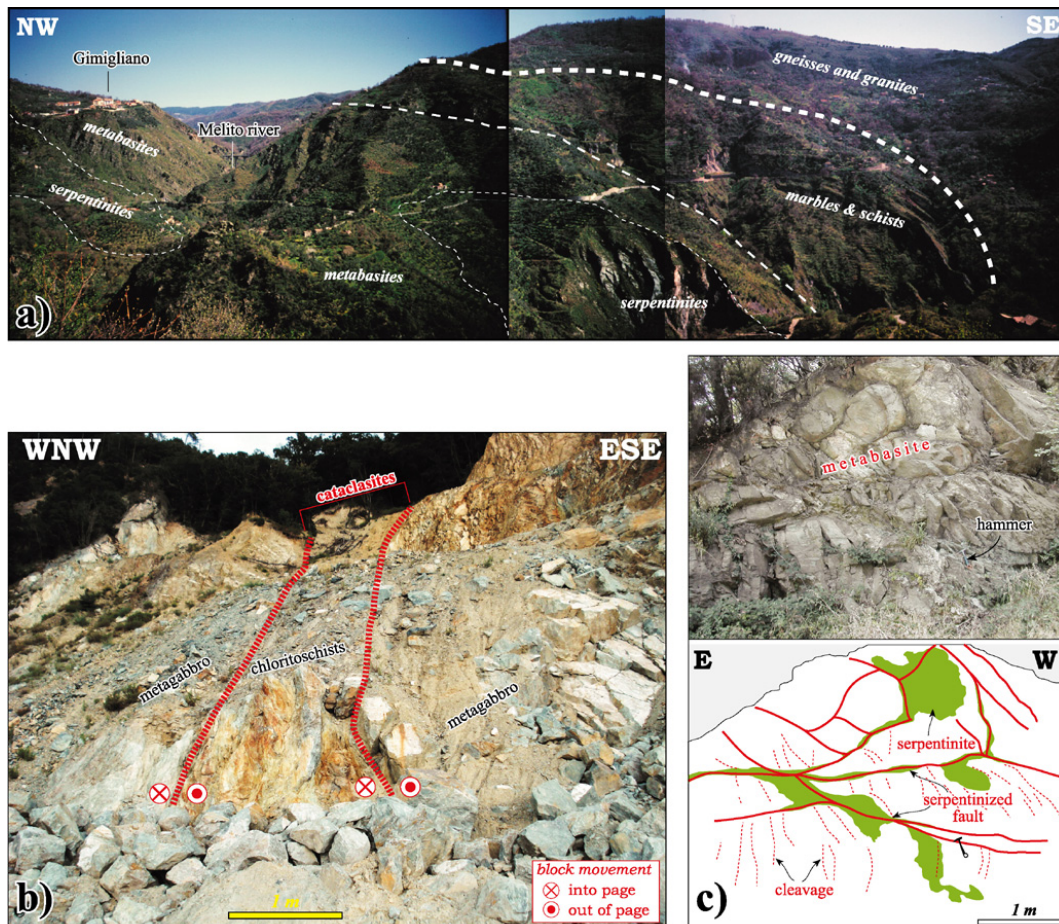 NW
SE
Gimigliano
gneisses and granites
metabasites
Melito river
serpentinites
marbles & schists
metabasites
serpentinites
a)
WNW
ESE
cataclasites
metagabbro
chloritoschists
metagabbro
block movement
into page
out of page
b)
1 m
metabasite
hammer
E
W
serpentinite
serpentinized
fault
cleavage
c)
1 m